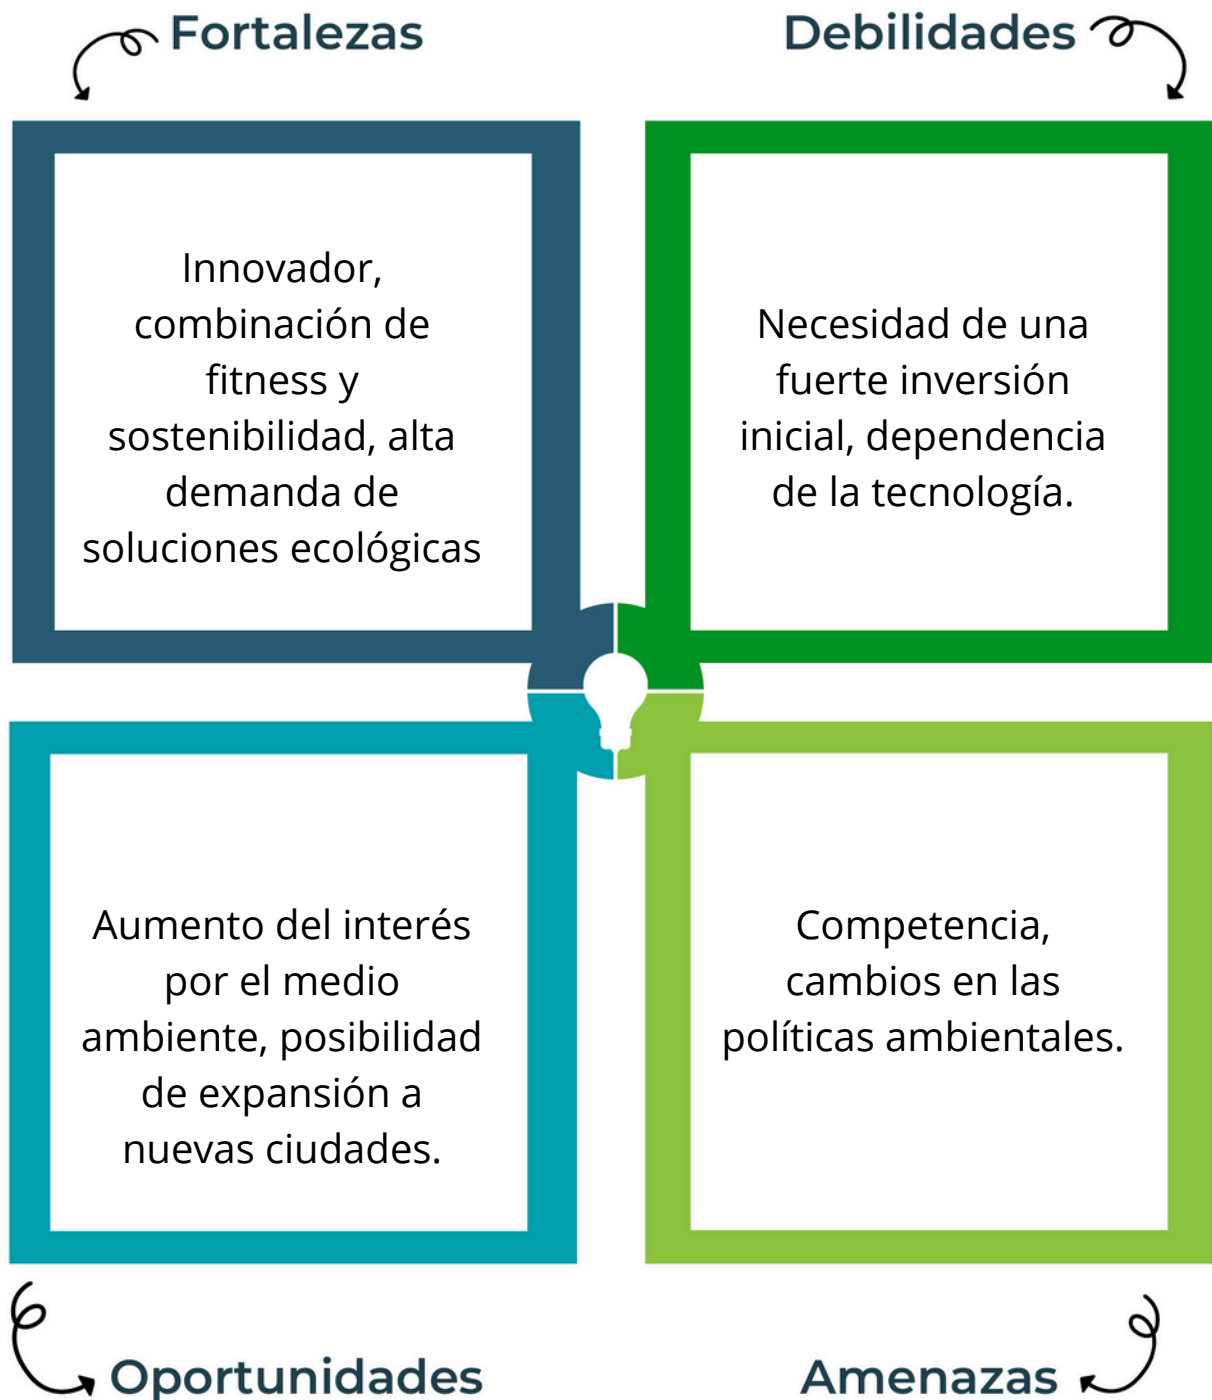 Fortalezas
Innovador,
combinación de
fitness y
sostenibilidad, alta
demanda de
soluciones ecológicas
Debilidades
Necesidad de una
fuerte inversión
inicial, dependencia
de la tecnología.
Aumento del interés
por el medio
ambiente, posibilidad
de expansión a
nuevas ciudades.
Oportunidades
Competencia,
cambios en las
políticas ambientales.
Amenazas